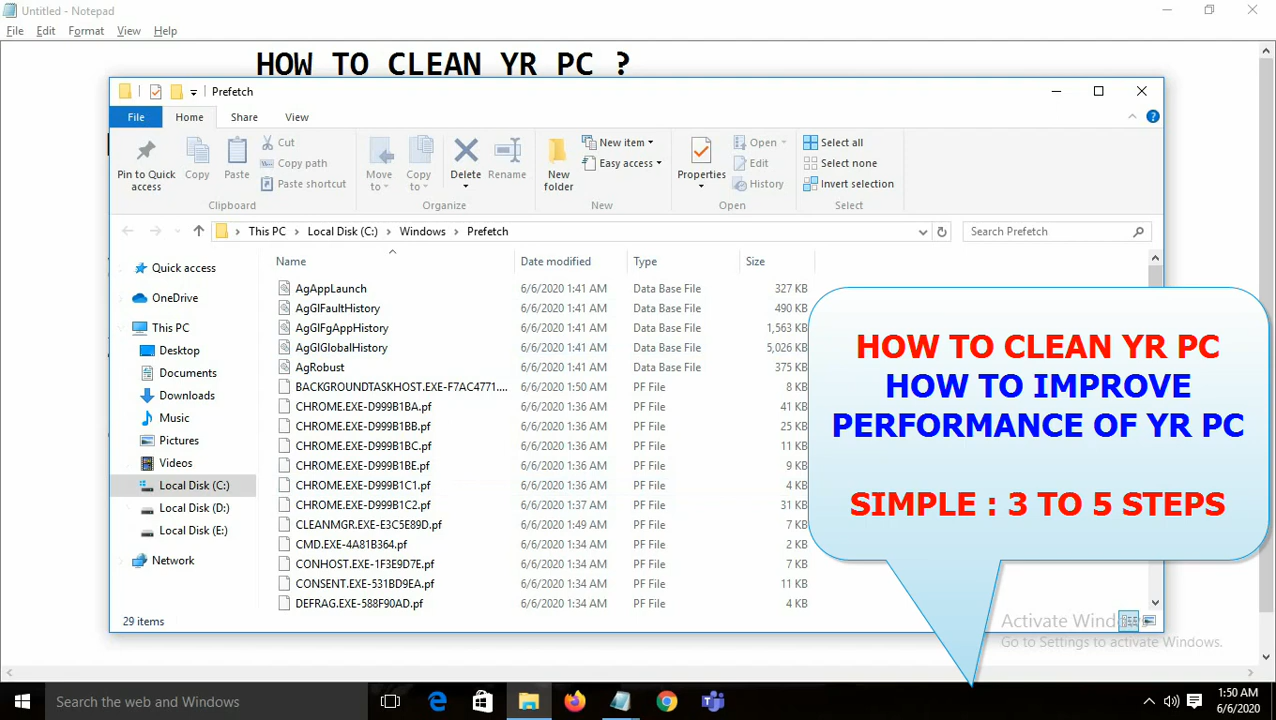 Untitled - Notepad
File Edit Format View Help
HOW TO CLEAN YR PC ?
Prefetch
File Home Share View
Pin to Quick access
Copy
Paste
Cut
Copy path
Paste shortcut
Clipboard
Move to
Copy to
Delete
Rename
Organize
New folder
New item
Easy access
New
Properties
Open
Edit
History
Open
Select all
Select none
Invert selection
Select
This PC > Local Disk (C:) > Windows > Prefetch
Search Prefetch
Quick access
OneDrive
This PC
Desktop
Documents
Downloads
Music
Pictures
Videos
Local Disk (C:)
Local Disk (D:)
Local Disk (E:)
Network
Name Date modified Type Size
AgAppLaunch 6/6/2020 1:41 AM Data Base File 327 KB
AgGlFaultHistory 6/6/2020 1:41 AM Data Base File 490 KB
AgGlFgAppHistory 6/6/2020 1:41 AM Data Base File 1,563 KB
AgGlGlobalHistory 6/6/2020 1:41 AM Data Base File 5,026 KB
AgRobust 6/6/2020 1:41 AM Data Base File 375 KB
BACKGROUNDTASKHOST.EXE-F7AC4771.... 6/6/2020 1:50 AM PF File 8 KB
CHROME.EXE-D999B1BA.pf 6/6/2020 1:36 AM PF File 41 KB
CHROME.EXE-D999B1BB.pf 6/6/2020 1:36 AM PF File 25 KB
CHROME.EXE-D999B1BC.pf 6/6/2020 1:36 AM PF File 11 KB
CHROME.EXE-D999B1BE.pf 6/6/2020 1:36 AM PF File 9 KB
CHROME.EXE-D999B1C1.pf 6/6/2020 1:36 AM PF File 4 KB
CHROME.EXE-D999B1C2.pf 6/6/2020 1:37 AM PF File 31 KB
CLEANMGR.EXE-E3C5E89D.pf 6/6/2020 1:34 AM PF File 7 KB
CMD.EXE-4A81B364.pf 6/6/2020 1:34 AM PF File 2 KB
CONHOST.EXE-1F3E9D7E.pf 6/6/2020 1:34 AM PF File 7 KB
CONSENT.EXE-531BD9EA.pf 6/6/2020 1:34 AM PF File 11 KB
DEFRAG.EXE-588F90AD.pf 6/6/2020 1:34 AM PF File 4 KB
29 items
HOW TO CLEAN YR PC
HOW TO IMPROVE
PERFORMANCE OF YR PC
SIMPLE : 3 TO 5 STEPS
Activate Wind
Go to Settings to activate Windows.
Search the web and Windows
1:50 AM
6/6/2020